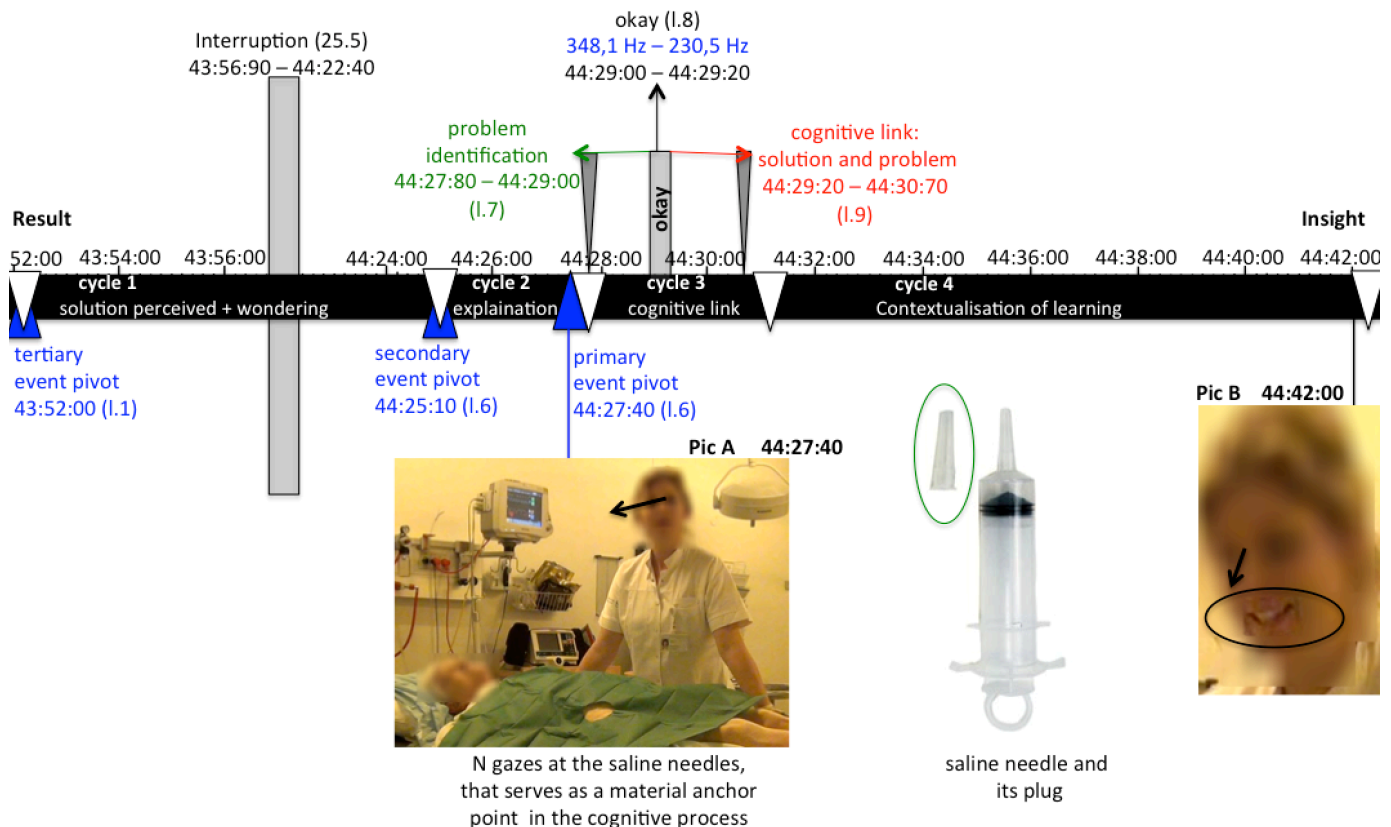 okay (l.8)
348,1 Hz – 230,5 Hz
44:29:00 – 44:29:20
Interruption (25.5)
43:56:90 – 44:22:40
problem
identification
44:27:80 – 44:29:00
(l.7)
cognitive link:
solution and problem
44:29:20 – 44:30:70
(l.9)
okay
Result
Insight
52:00 43:54:00 43:56:00 44:24:00 44:26:00 44:28:00 44:30:00 44:32:00 44:34:00 44:36:00 44:38:00 44:40:00 44:42:00
cycle 1 cycle 2 cycle 3 cycle 4
solution perceived + wondering explaination cognitive link Contextualisation of learning
tertiary
event pivot
43:52:00 (l.1)
secondary
event pivot
44:25:10 (l.6)
primary
event pivot
44:27:40 (l.6)
Pic A 44:27:40
Pic B 44:42:00
N gazes at the saline needles,
that serves as a material anchor
point in the cognitive process
saline needle and
its plug